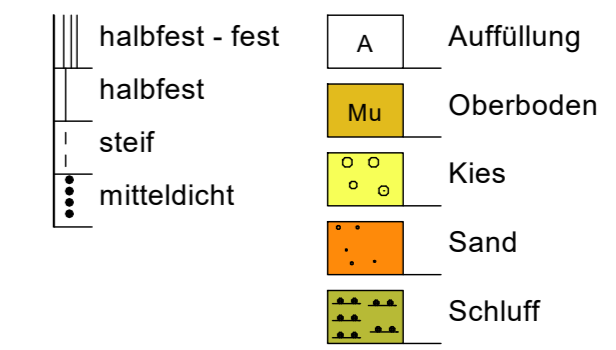 halbfest - fest
halbfest
steif
mitteldicht
A Auffüllung
Mu Oberboden
Kies
Sand
Schluff